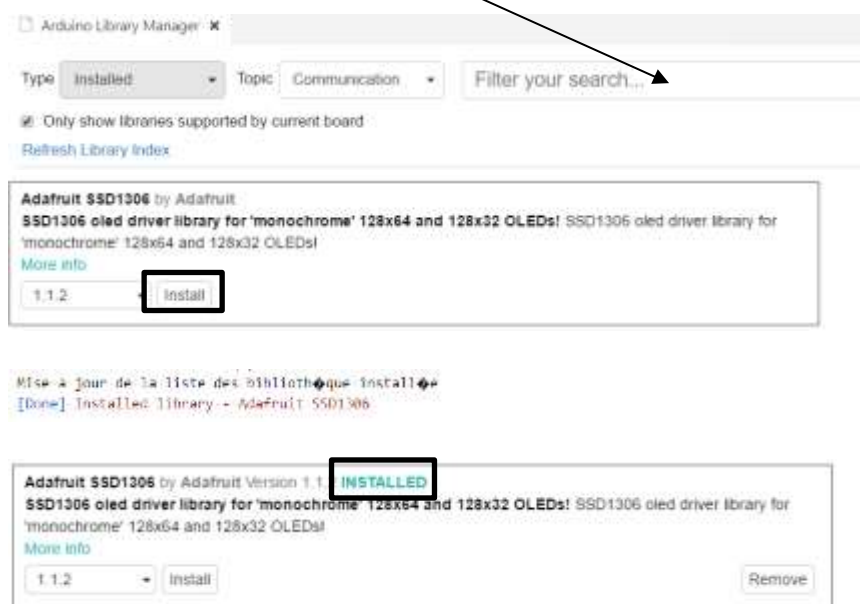 Arduino Library Manager ✖
Type Installed Topic Communication Filter your search...
Only show libraries supported by current board
Refresh Library Index
Adafruit SSD1306 by Adafruit
SSD1306 oled driver library for 'monochrome' 128x64 and 128x32 OLEDs! SSD1306 oled driver library for
'monochrome' 128x64 and 128x32 OLEDs!
More info
1.1.2 Install
Mise à jour de la liste des biblioth�que install�e
[Done] Installed library - Adafruit SSD1306
Adafruit SSD1306 by Adafruit Version 1.1. INSTALLED
SSD1306 oled driver library for 'monochrome' 128x64 and 128x32 OLEDs! SSD1306 oled driver library for
'monochrome' 128x64 and 128x32 OLEDs!
More info
1.1.2 Install Remove